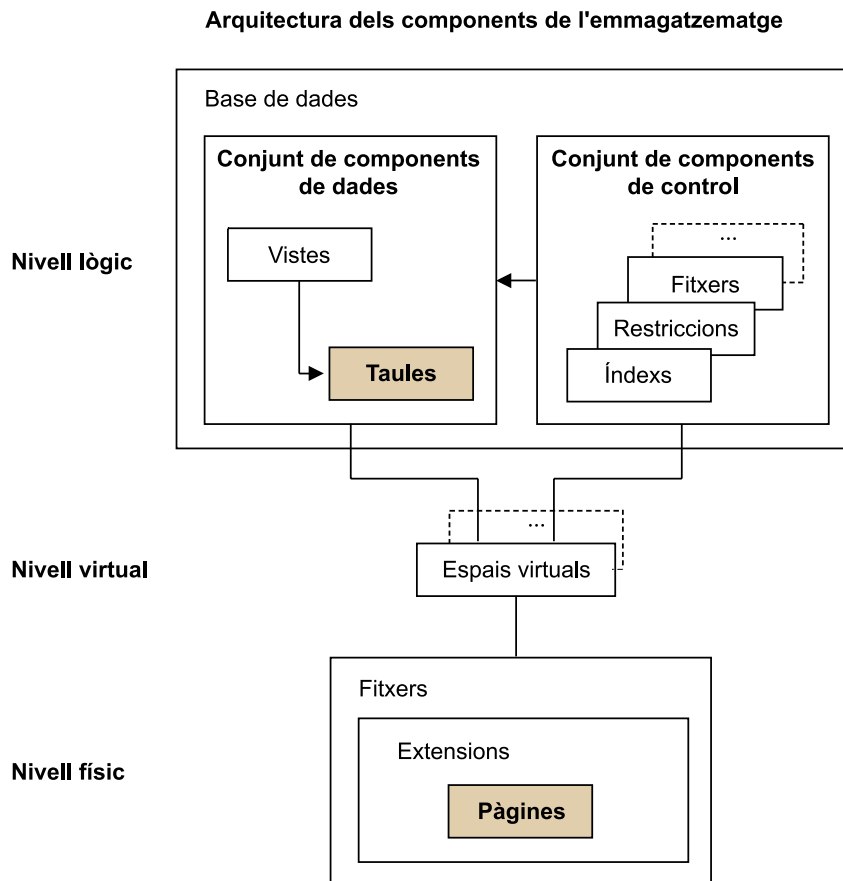 Arquitectura dels components de l'emmagatzematge
Base de dades
Conjunt de components
de dades
Conjunt de components
de control
Nivell lògic
Vistes
Taules
...
Fitxers
Restriccions
Índexs
Nivell virtual
...
Espais virtuals
Nivell físic
Fitxers
Extensions
Pàgines